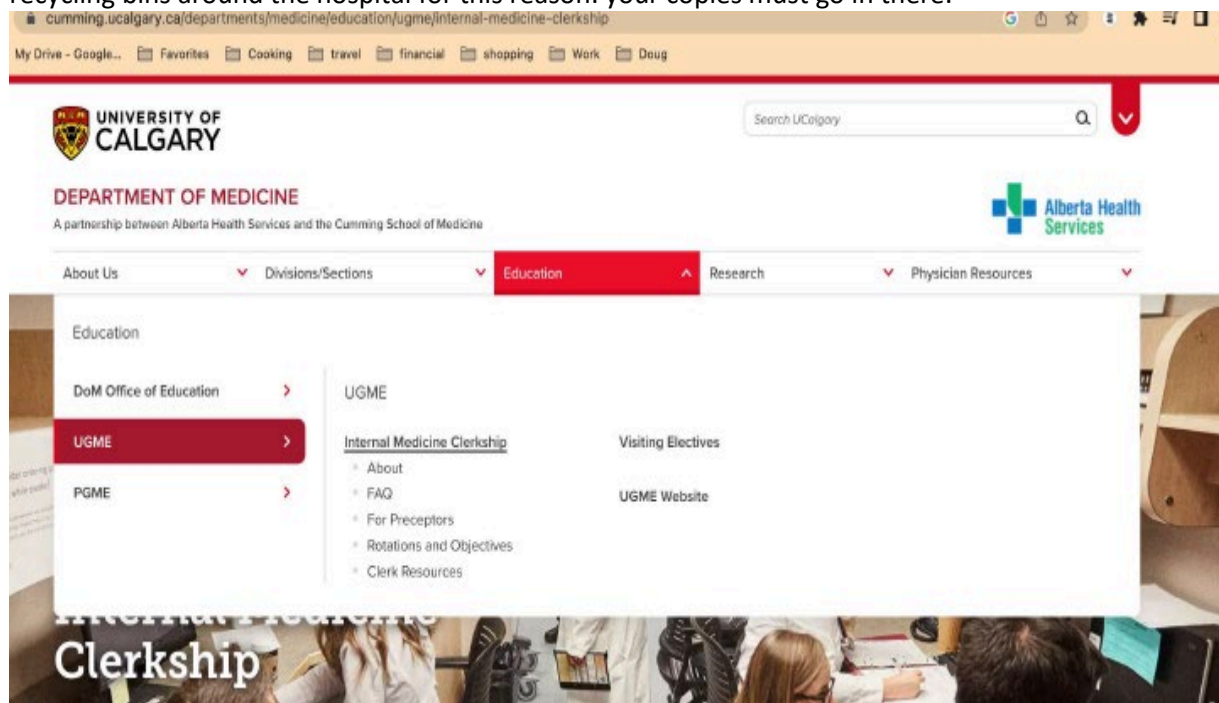 recycling bins around the hospital for this reason: your copies must go in there.
cumming.ucalgary.ca/departments/medicine/education/ugme/internal-medicine-clerkship
My Drive - Google... Favorites Cooking travel financial shopping Work Doug
UNIVERSITY OF
CALGARY
Search UCalgary
DEPARTMENT OF MEDICINE
A partnership between Alberta Health Services and the Cumming School of Medicine
Alberta Health
Services
About Us Divisions/Sections Education Research Physician Resources
Education
DoM Office of Education
UGME
PGME
UGME
Internal Medicine Clerkship
About
FAQ
For Preceptors
Rotations and Objectives
Clerk Resources
Visiting Electives
UGME Website
Internal Medicine
Clerkship